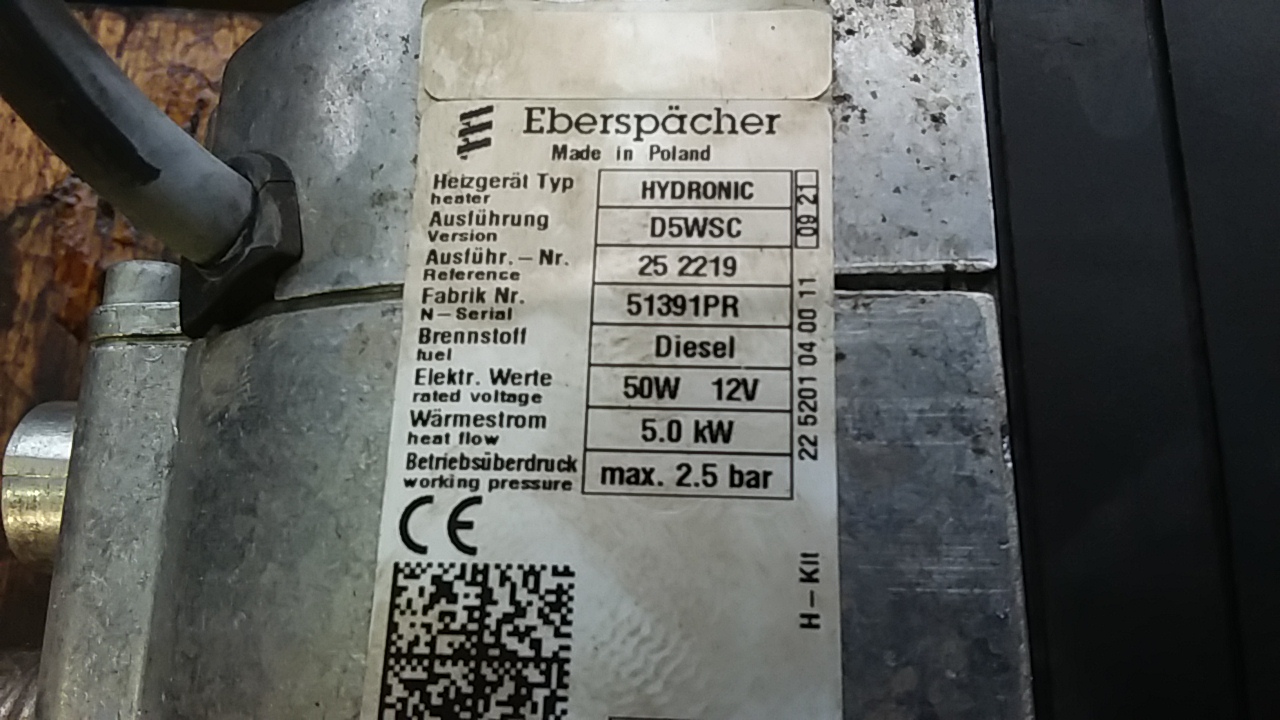 Eberspächer
Made in Poland
Heizgerät Typ
heater
HYDRONIC
Ausführung
Version
D5WSC
Ausführ.-Nr.
Reference
25 2219
Fabrik Nr.
N-Serial
51391PR
Brennstoff
fuel
Diesel
Elektr. Werte
rated voltage
50W 12V
Wärmestrom
heat flow
5.0 kW
Betriebsüberdruck
working pressure
max. 2.5 bar
09 21
22 5201 04 00 11
CE
H-Kit